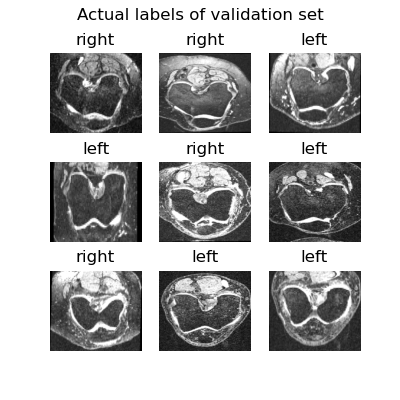 Actual labels of validation set
right right left
left right left
right left left